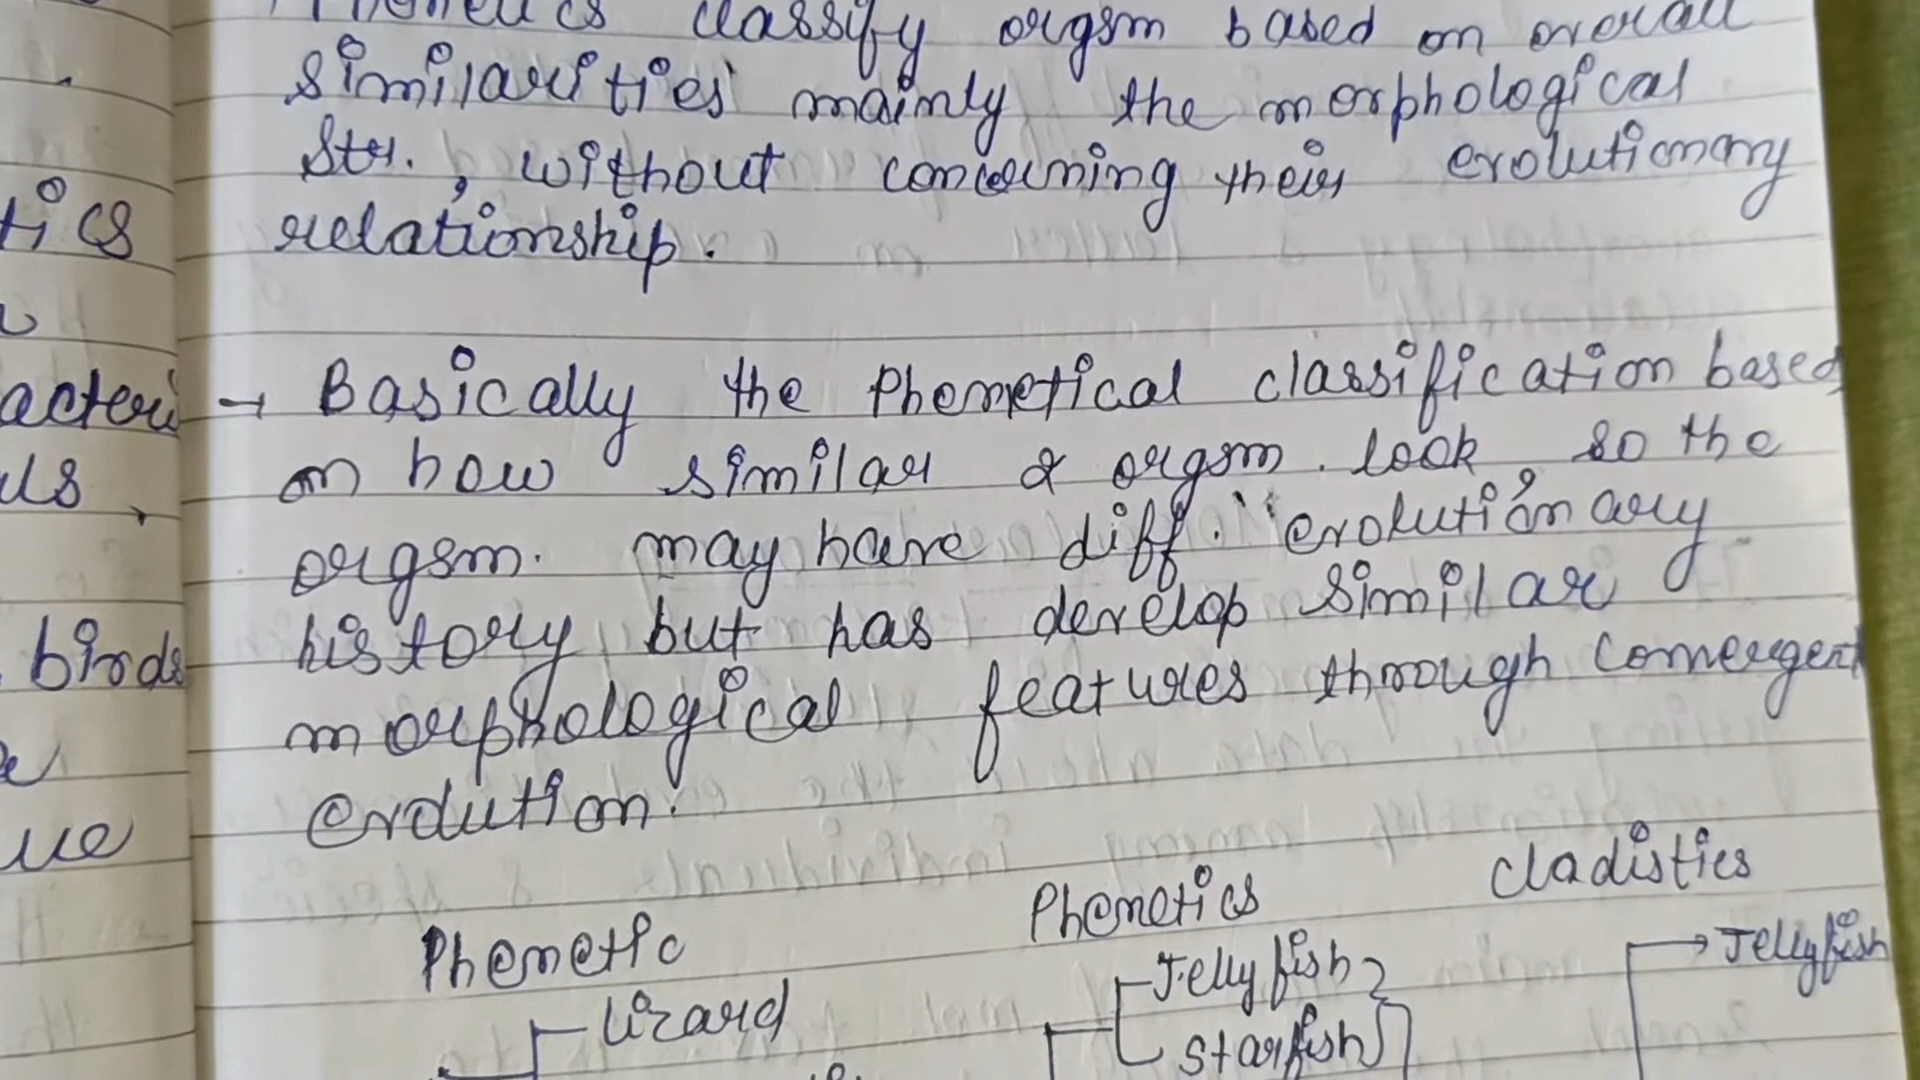 Phonetics classify orgsm based on overall
similarities mainly the morphological
Str., without concerning their evolutionary
relationship.
tics
acteri
→ Basically the Phenetical classification based
on how similar 2 orgsm. look, so the
us.
orgsm. may have diff. evolutionary
history but has develop similar
birds
morphological features through convergent
evolution.
ue
Phenetic
Phenetics
cladistics
Lizard
Jellyfish
Starfish
Jellyfish